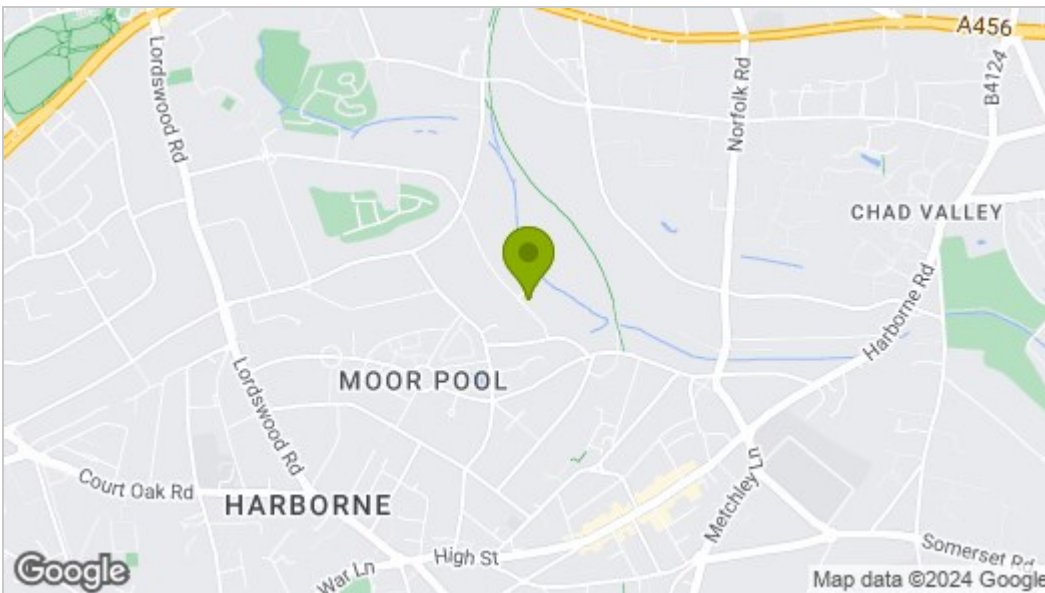 A456
Lordswood Rd
Norfolk Rd
B4124
CHAD VALLEY
Harborne Rd
MOOR POOL
Lordswood Rd
Court Oak Rd
HARBORNE
Metchley Ln
High St
War Ln
Somerset Rd
Google
Map data ©2024 Google